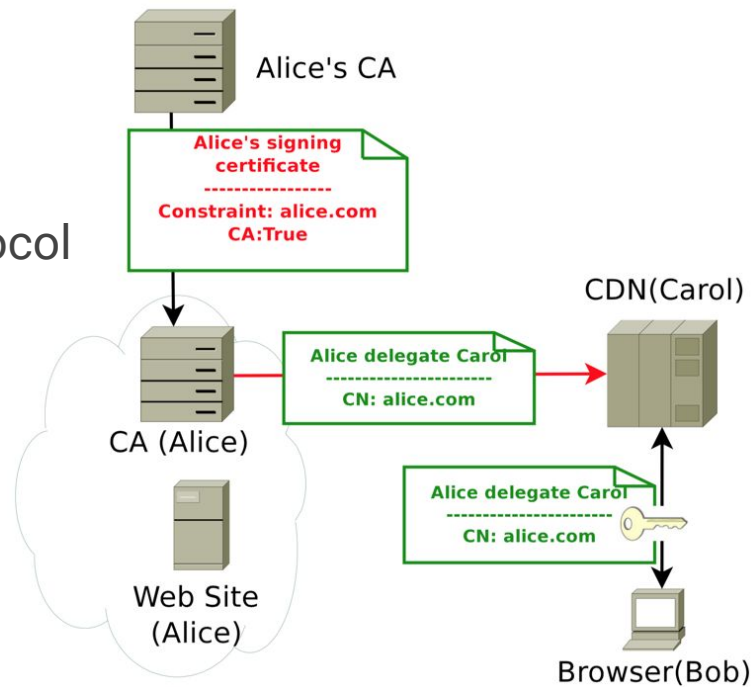 Alice's CA
Alice's signing
certificate
-----------------
Constraint: alice.com
CA:True
ocol
CDN(Carol)
Alice delegate Carol
------------------------
CN: alice.com
CA (Alice)
Alice delegate Carol
------------------------
CN: alice.com
Web Site
(Alice)
Browser(Bob)